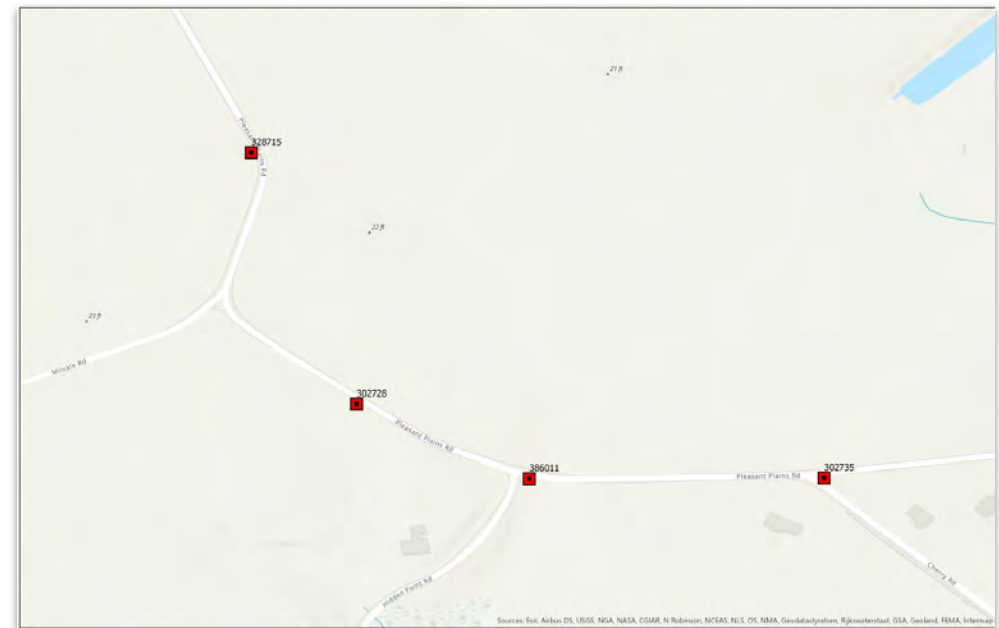 21 ft
Pleasant Plains Rd
328715
22 ft
23 ft
Milvale Rd
302728
Pleasant Plains Rd
386011
302735
Pleasant Plains Rd
Cherry Rd
Hidden Point Rd
Sources: Esri, Airbus DS, USGS, NGA, NASA, CGIAR, N Robinson, NCEAS, NLS, OS, NMA, Geodatastyrelsen, Rijkswaterstaat, GSA, Geoland, FEMA, Intermap